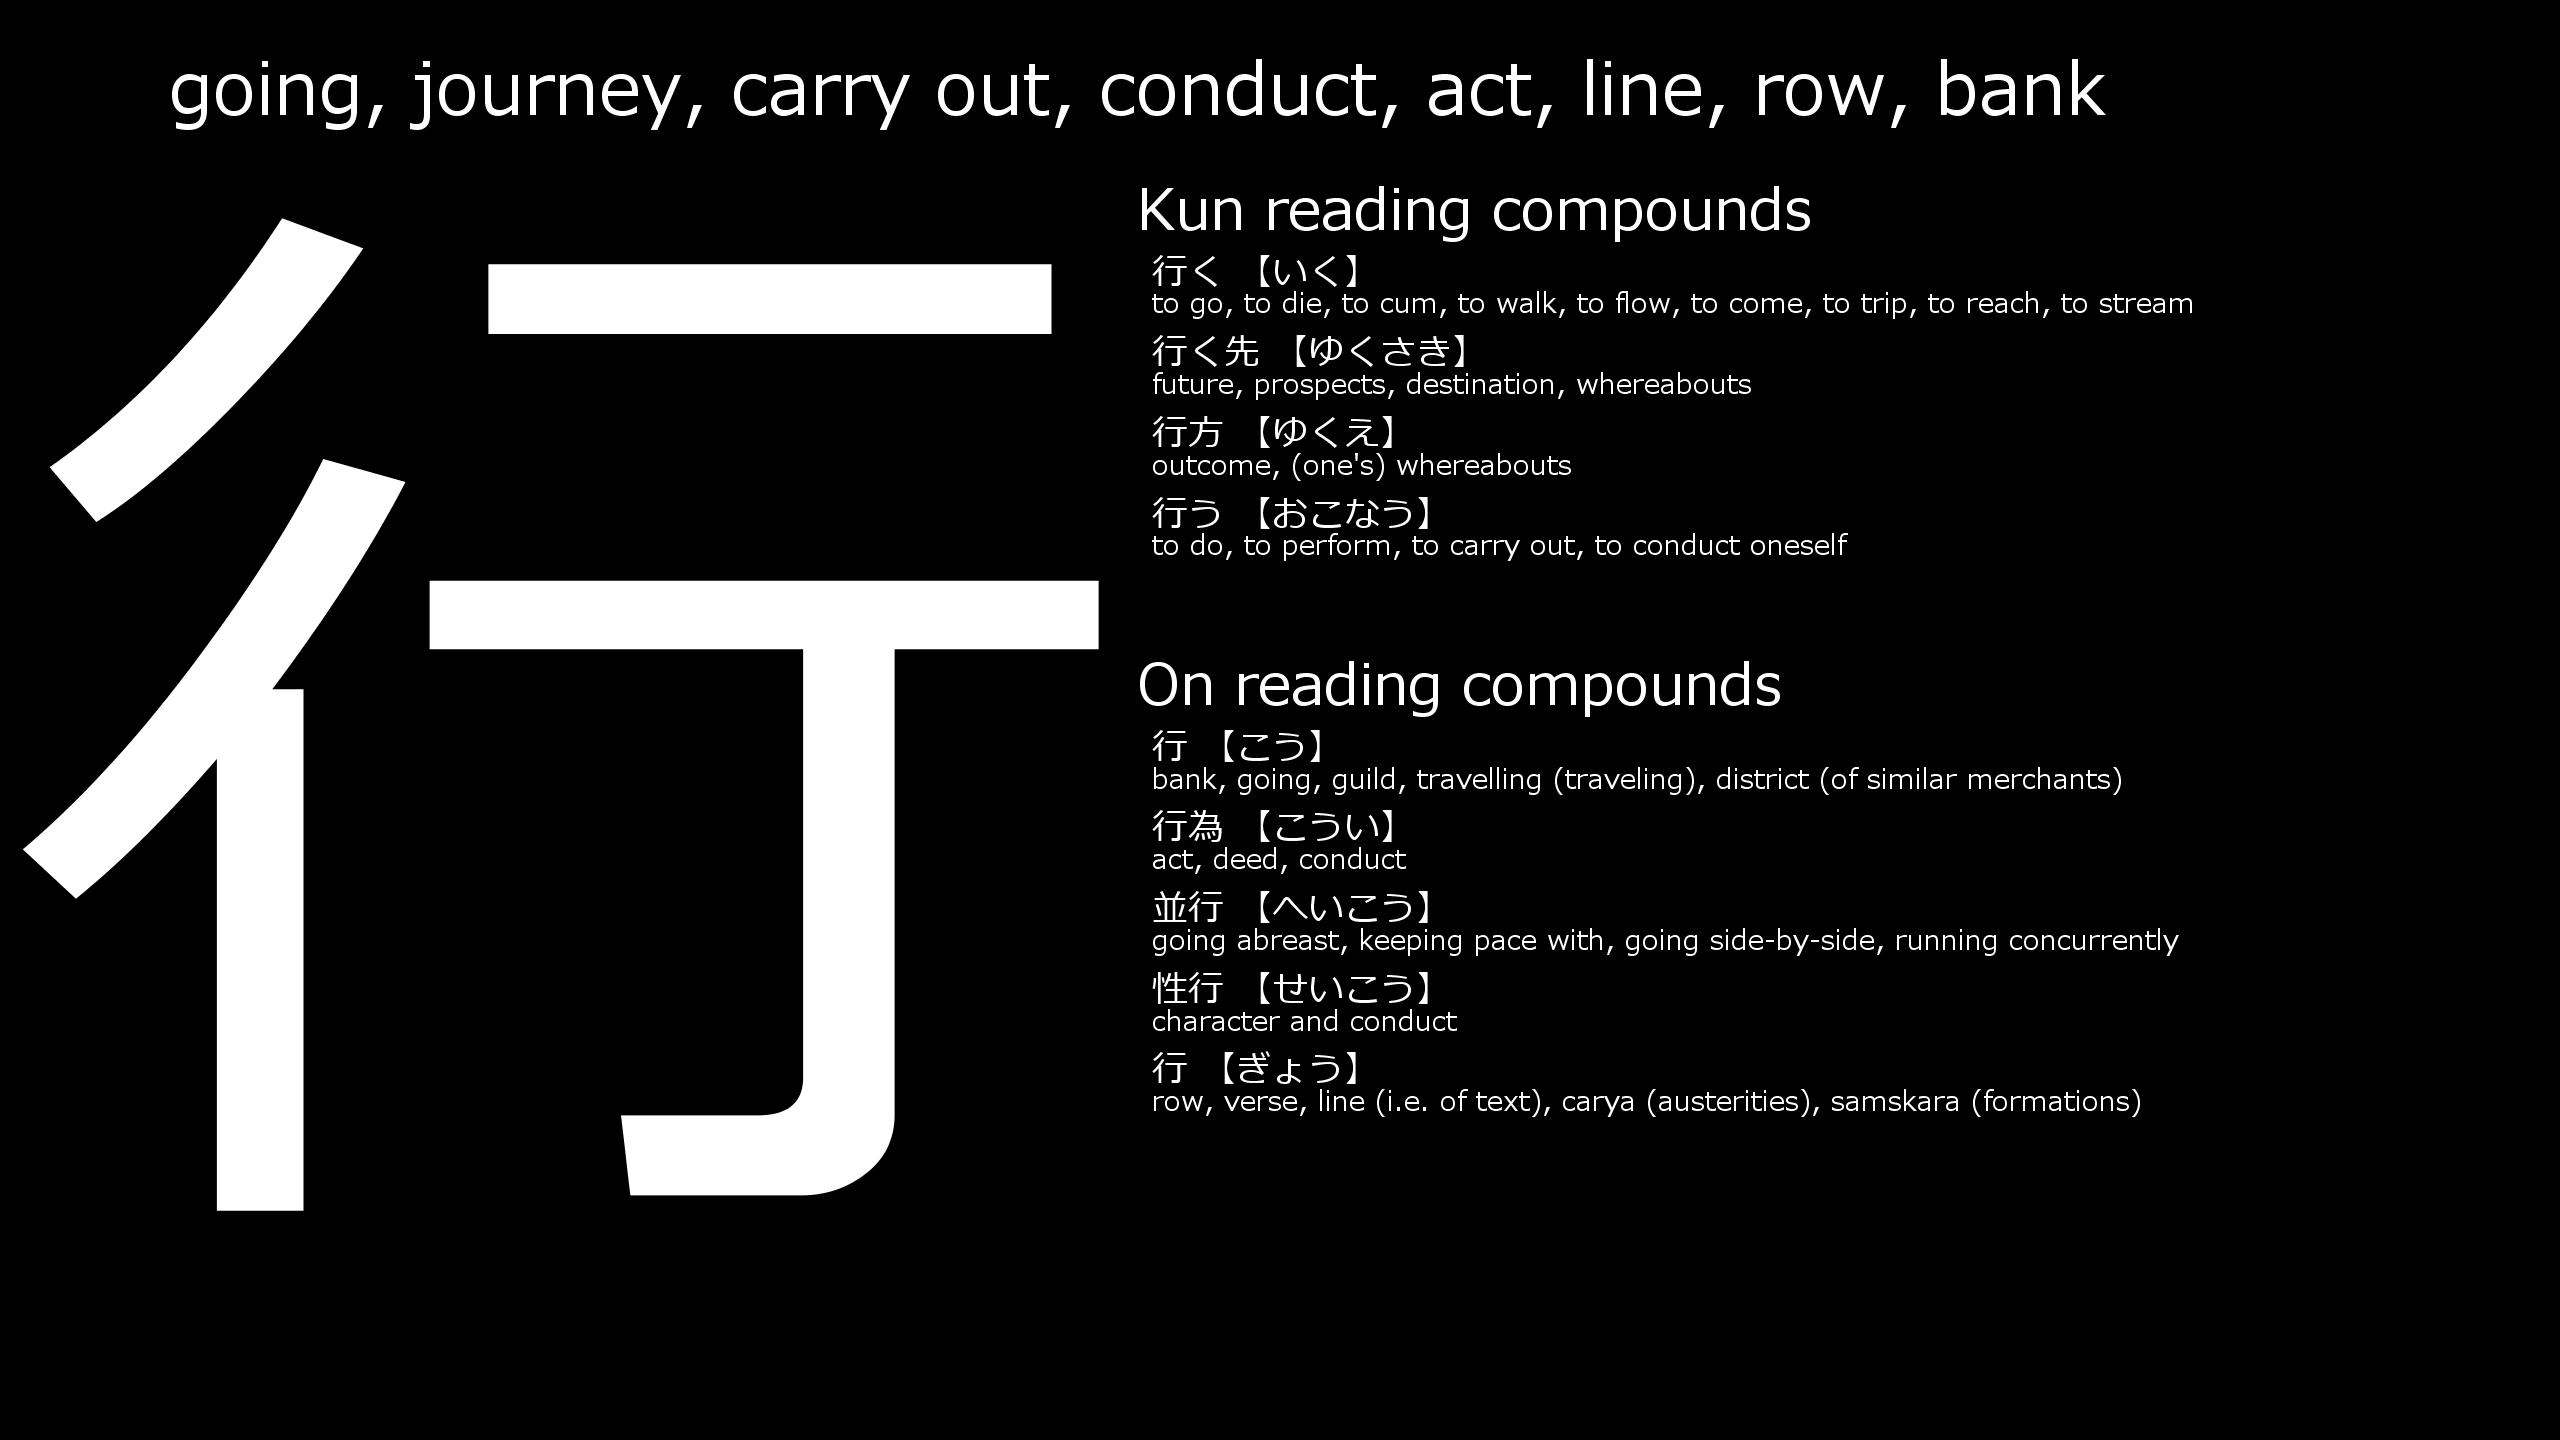 going, journey, carry out, conduct, act, line, row, bank
行
Kun reading compounds
行く 【いく】
to go, to die, to cum, to walk, to flow, to come, to trip, to reach, to stream
行く先 【ゆくさき】
future, prospects, destination, whereabouts
行方 【ゆくえ】
outcome, (one's) whereabouts
行う 【おこなう】
to do, to perform, to carry out, to conduct oneself
On reading compounds
行 【こう】
bank, going, guild, travelling (traveling), district (of similar merchants)
行為 【こうい】
act, deed, conduct
並行 【へいこう】
going abreast, keeping pace with, going side-by-side, running concurrently
性行 【せいこう】
character and conduct
行 【ぎょう】
row, verse, line (i.e. of text), carya (austerities), samskara (formations)